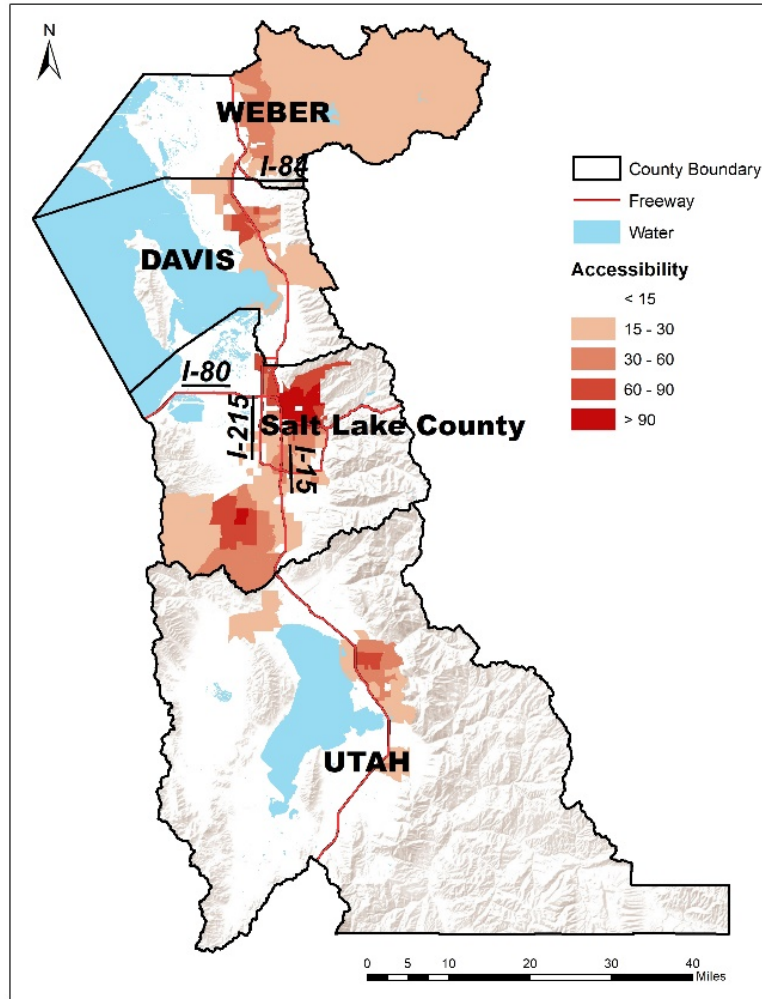 N
WEBER
I-84
DAVIS
I-80
I-215
Salt Lake County
I-15
UTAH
County Boundary
Freeway
Water
Accessibility
< 15
15 - 30
30 - 60
60 - 90
> 90
0 5 10 20 30 40
Miles